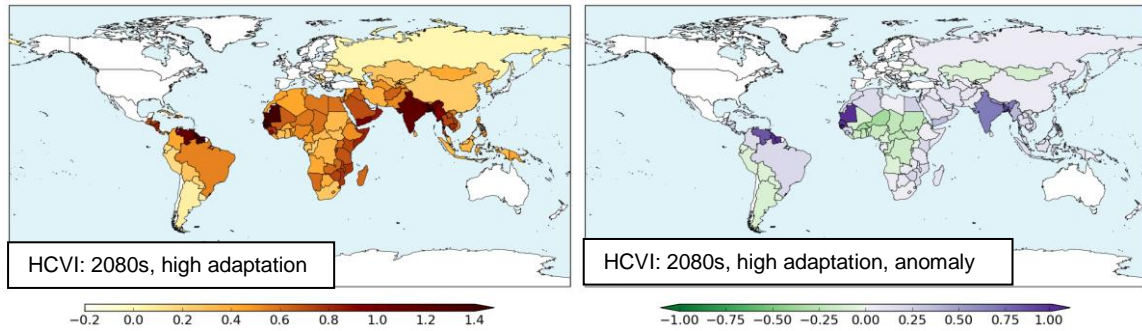 HCVI: 2080s, high adaptation
HCVI: 2080s, high adaptation, anomaly
−0.2 0.0 0.2 0.4 0.6 0.8 1.0 1.2 1.4
−1.00 −0.75 −0.50 −0.25 0.00 0.25 0.50 0.75 1.00